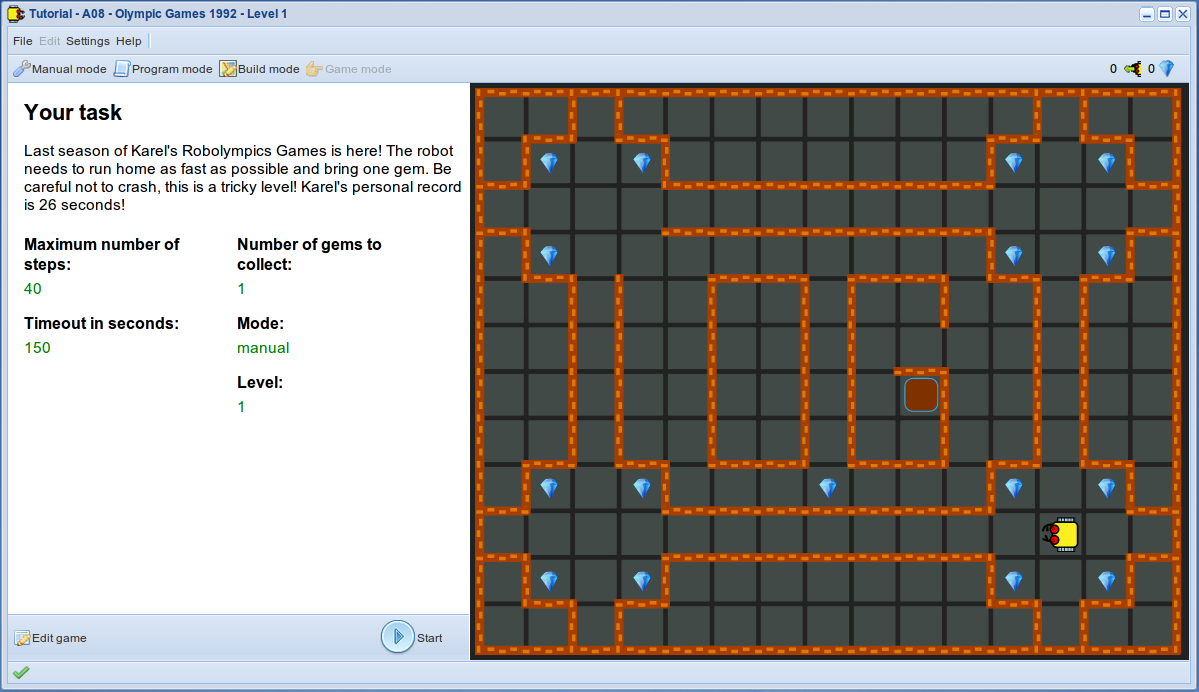 Tutorial - A08 - Olympic Games 1992 - Level 1
File Edit Settings Help
Manual mode Program mode Build mode Game mode 0 0
Your task
Last season of Karel's Robolympics Games is here! The robot
needs to run home as fast as possible and bring one gem. Be
careful not to crash, this is a tricky level! Karel's personal record
is 26 seconds!
Maximum number of
steps:
40
Number of gems to
collect:
1
Timeout in seconds:
150
Mode:
manual
Level:
1
Edit game Start